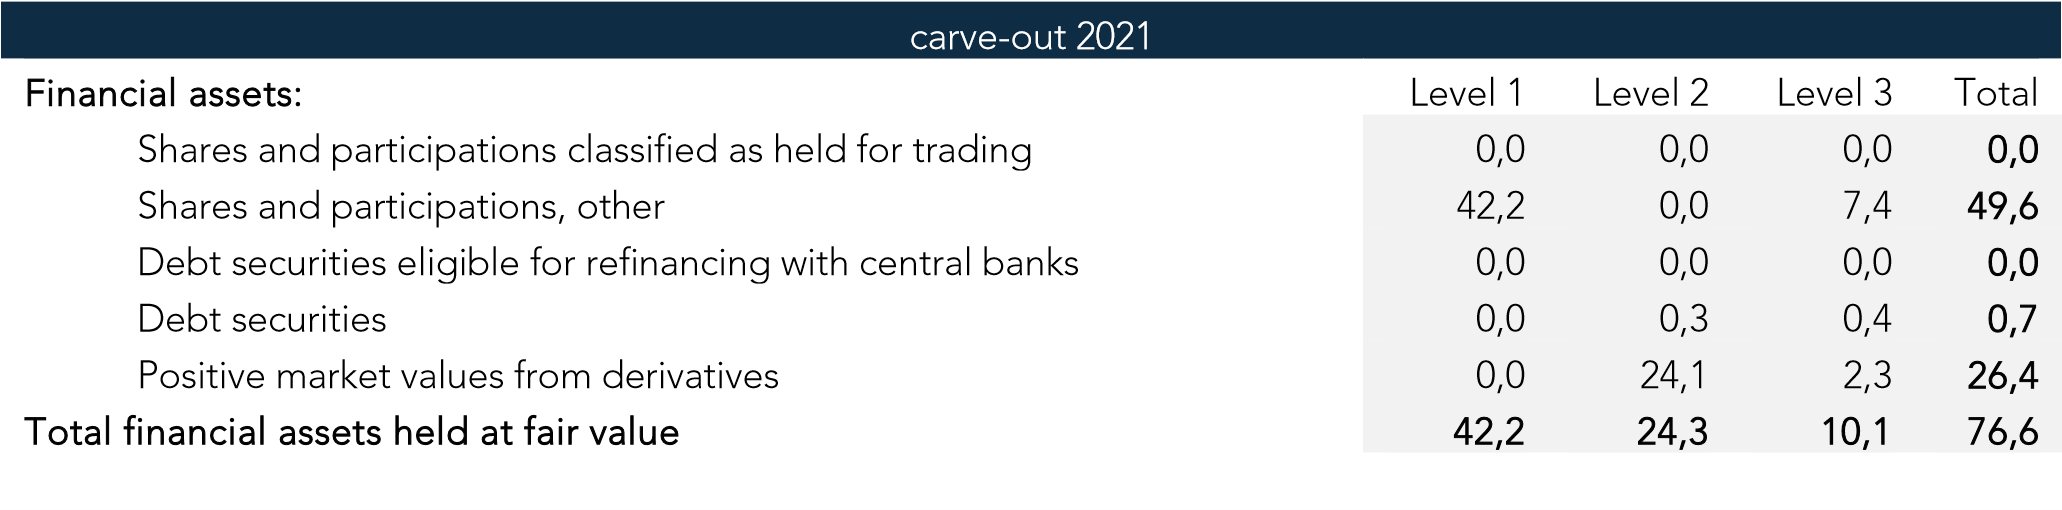 carve-out 2021
Financial assets: Level 1 Level 2 Level 3 Total
Shares and participations classified as held for trading 0,0 0,0 0,0 0,0
Shares and participations, other 42,2 0,0 7,4 49,6
Debt securities eligible for refinancing with central banks 0,0 0,0 0,0 0,0
Debt securities 0,0 0,3 0,4 0,7
Positive market values from derivatives 0,0 24,1 2,3 26,4
Total financial assets held at fair value 42,2 24,3 10,1 76,6